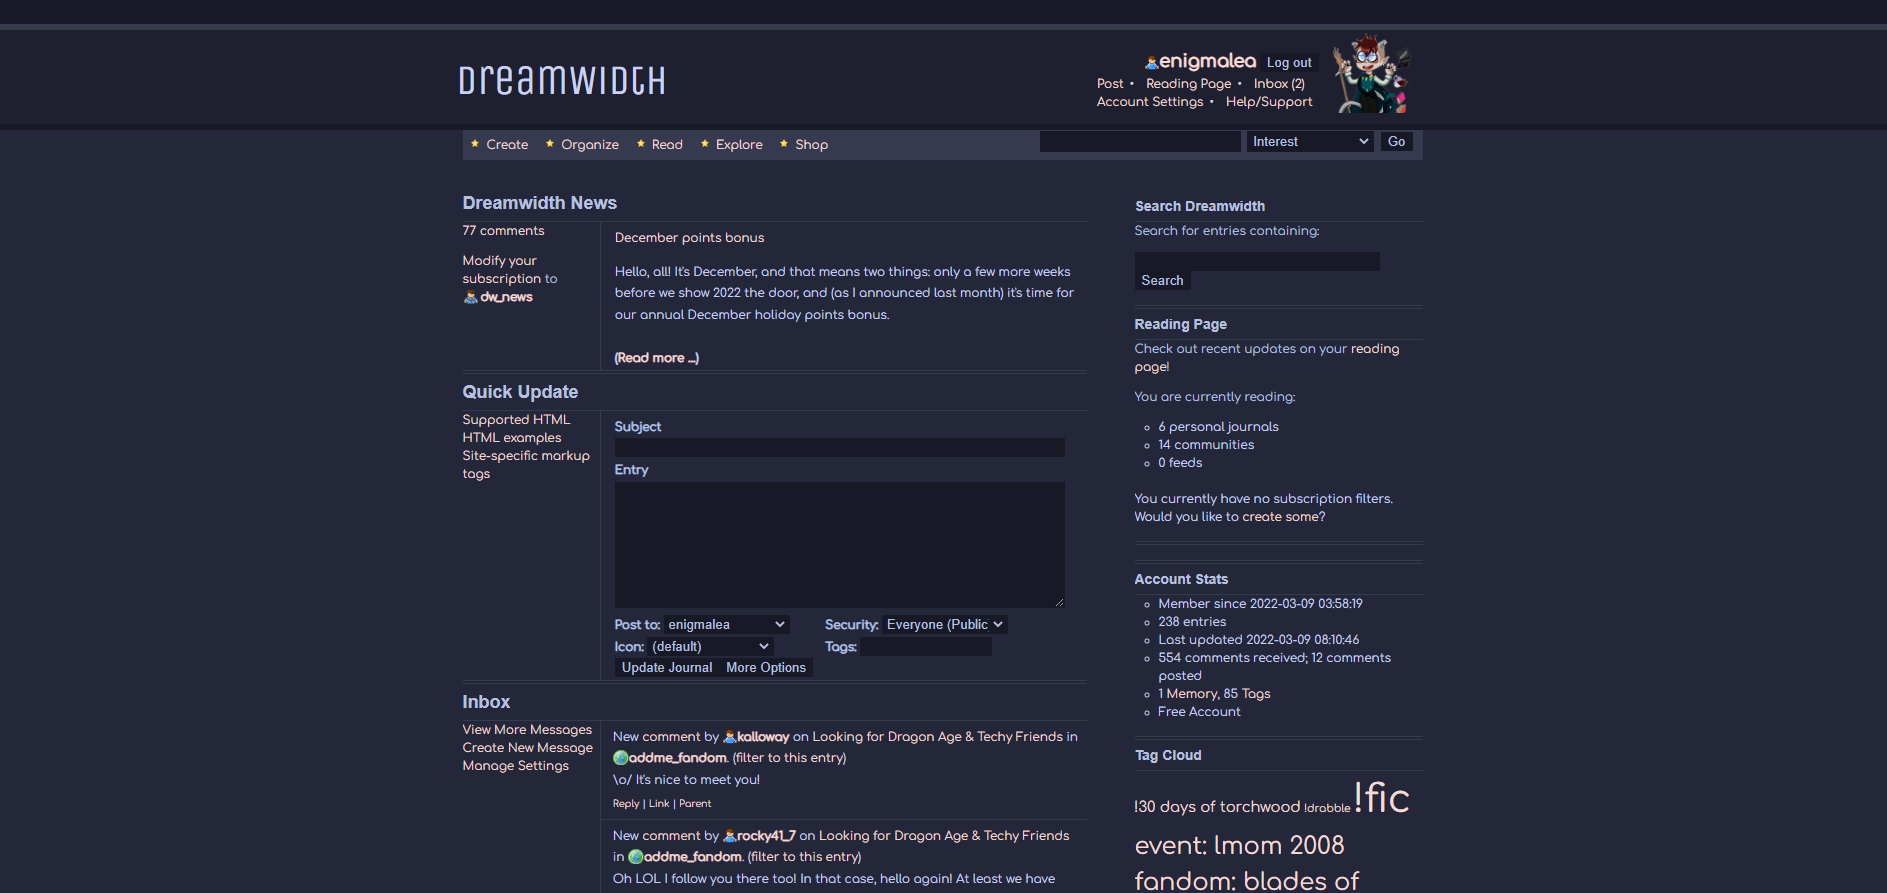 dreamwidth
enigmalea Log out
Post • Reading Page • Inbox (2)
Account Settings • Help/Support
Create Organize Read Explore Shop
Interest Go
Dreamwidth News
77 comments
Modify your
subscription to
dw_news
December points bonus
Hello, all! It's December, and that means two things: only a few more weeks
before we show 2022 the door, and (as I announced last month) it's time for
our annual December holiday points bonus.
(Read more ...)
Quick Update
Supported HTML
HTML examples
Site-specific markup
tags
Subject
Entry
Post to: enigmalea Security: Everyone (Public)
Icon: (default) Tags:
Update Journal More Options
Inbox
View More Messages
Create New Message
Manage Settings
New comment by kalloway on Looking for Dragon Age & Techy Friends in
addme_fandom. (filter to this entry)
\o/ It's nice to meet you!
Reply | Link | Parent
New comment by rocky41_7 on Looking for Dragon Age & Techy Friends
in addme_fandom. (filter to this entry)
Oh LOL I follow you there too! In that case, hello again! At least we have
Search Dreamwidth
Search for entries containing:
Search
Reading Page
Check out recent updates on your reading
page!
You are currently reading:
6 personal journals
14 communities
0 feeds
You currently have no subscription filters.
Would you like to create some?
Account Stats
Member since 2022-03-09 03:58:19
238 entries
Last updated 2022-03-09 08:10:46
554 comments received; 12 comments
posted
1 Memory, 85 Tags
Free Account
Tag Cloud
!30 days of torchwood !drabble !fic
event: lmom 2008
fandom: blades of